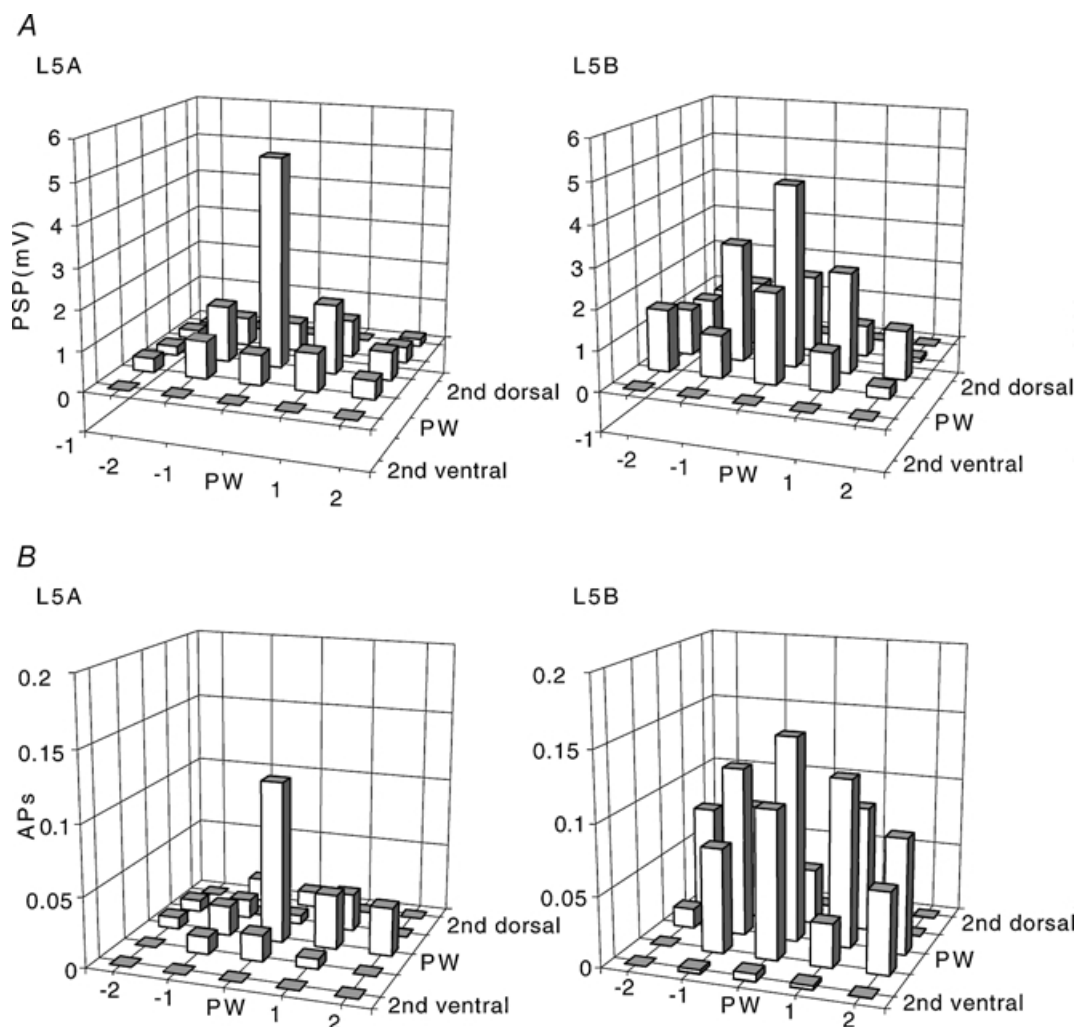 A
L5A
L5B
PSP(mV)
6
5
4
3
2
1
0
-1
-2
-1
PW
1
2
2nd dorsal
PW
2nd ventral
6
5
4
3
2
1
0
-1
-2
-1
PW
1
2
2nd dorsal
PW
2nd ventral
B
L5A
L5B
APs
0.2
0.15
0.1
0.05
0
-2
-1
PW
1
2
2nd dorsal
PW
2nd ventral
0.2
0.15
0.1
0.05
0
-2
-1
PW
1
2
2nd dorsal
PW
2nd ventral